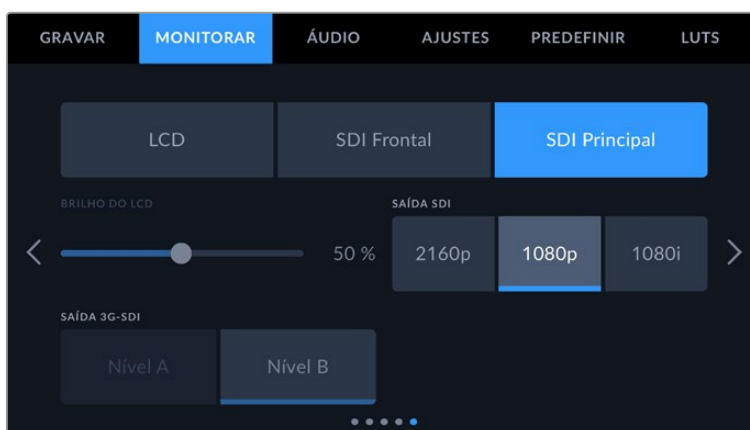 GRAVAR MONITORAR ÁUDIO AJUSTES PREDEFINIR LUTS
LCD SDI Frontal SDI Principal
BRILHO DO LCD SAÍDA SDI
50 % 2160p 1080p 1080i
SAÍDA 3G-SDI
Nível A Nível B